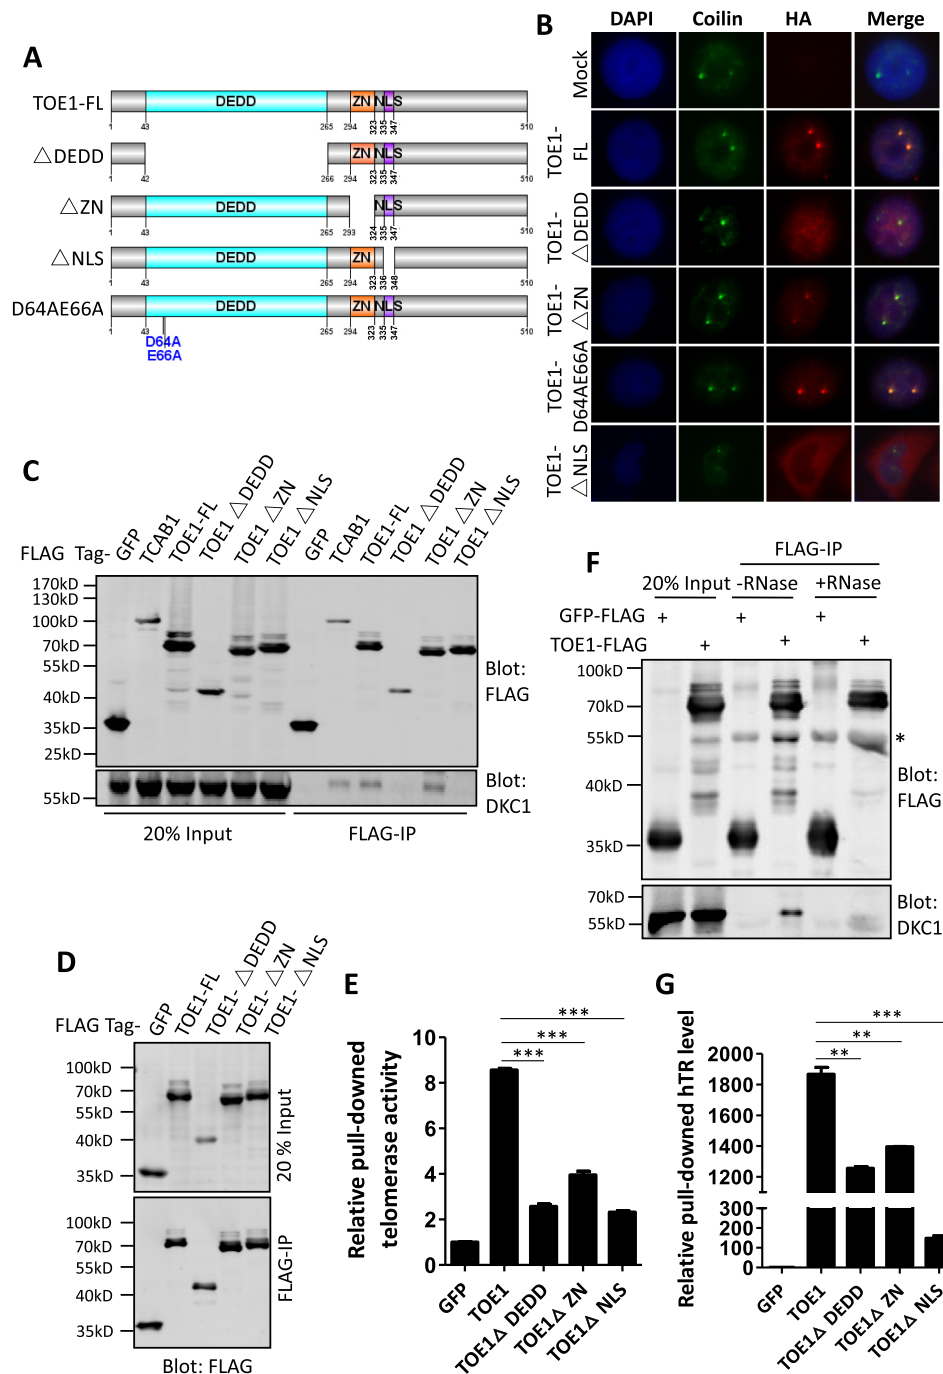 A
TOE1-FL
DEDD
ZN
NLS
1
43
265
294
323
335
347
510
△DEDD
ZN
NLS
1
42
266
294
323
335
347
510
△ZN
DEDD
NLS
1
43
265
293
324
335
347
510
△NLS
DEDD
ZN
N
1
43
265
294
323
336
348
510
D64AE66A
DEDD
ZN
NLS
1
43
265
294
323
335
347
510
D64A
E66A
B
DAPI
Coilin
HA
Merge
Mock
TOE1-
FL
TOE1-
△DEDD
TOE1-
△ZN
TOE1-
D64AE66A
TOE1-
△NLS
C
FLAG Tag-
GFP
TCAB1
TOE1-FL
TOE1 △DEDD
TOE1 △ZN
TOE1 △NLS
GFP
TCAB1
TOE1-FL
TOE1 △DEDD
TOE1 △ZN
TOE1 △NLS
170kD
130kD
100kD
70kD
55kD
40kD
35kD
25kD
Blot:
FLAG
55kD
Blot:
DKC1
20% Input
FLAG-IP
F
FLAG-IP
20% Input
-RNase
+RNase
GFP-FLAG
+
+
+
TOE1-FLAG
+
+
+
100kD
70kD
55kD
*
40kD
35kD
Blot:
FLAG
70kD
55kD
Blot:
DKC1
D
FLAG Tag-
GFP
TOE1-FL
TOE1- △DEDD
TOE1- △ZN
TOE1- △NLS
100kD
70kD
55kD
40kD
35kD
20 % Input
100kD
70kD
55kD
40kD
35kD
FLAG-IP
Blot: FLAG
E
Relative pull-downed
telomerase activity
10
8
6
4
2
0
***
***
***
GFP
TOE1
TOE1△ DEDD
TOE1△ ZN
TOE1△ NLS
G
Relative pull-downed hTR level
2000
1800
1600
1400
1200
300
200
100
0
***
**
**
GFP
TOE1
TOE1△ DEDD
TOE1△ ZN
TOE1△ NLS